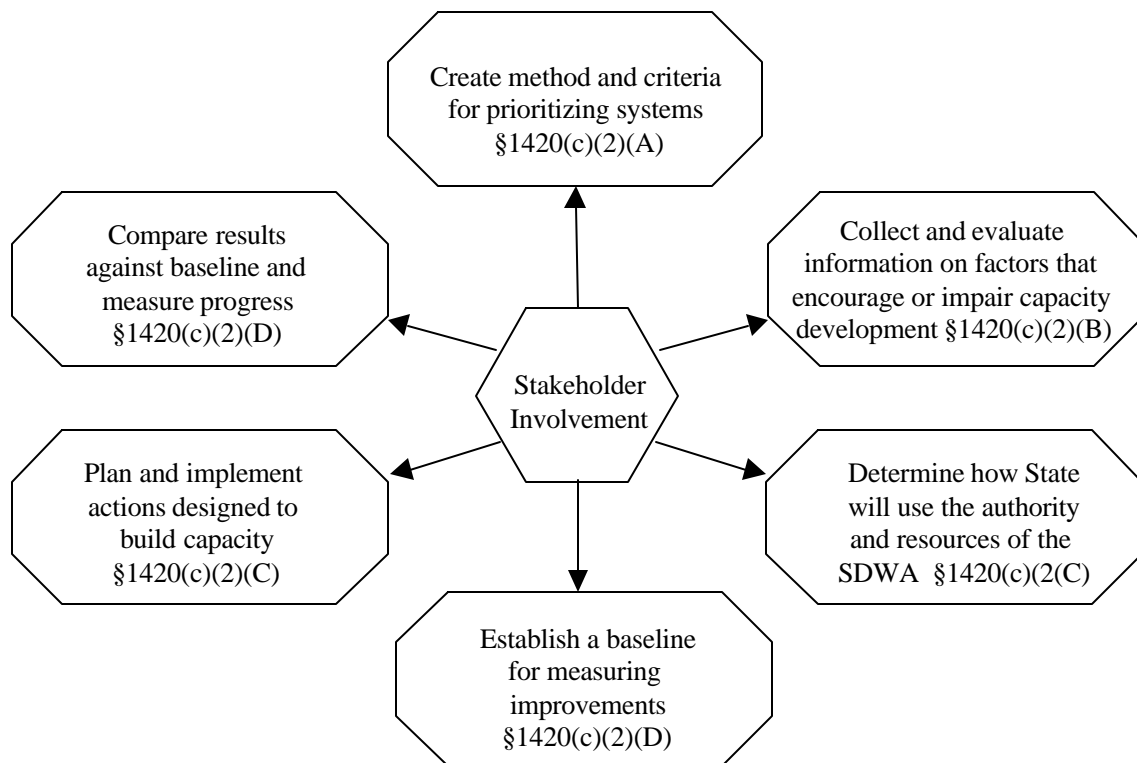 Create method and criteria
for prioritizing systems
§1420(c)(2)(A)
Compare results
against baseline and
measure progress
§1420(c)(2)(D)
Collect and evaluate
information on factors that
encourage or impair capacity
development §1420(c)(2)(B)
Stakeholder
Involvement
Plan and implement
actions designed to
build capacity
§1420(c)(2)(C)
Determine how State
will use the authority
and resources of the
SDWA §1420(c)(2(C)
Establish a baseline
for measuring
improvements
§1420(c)(2)(D)